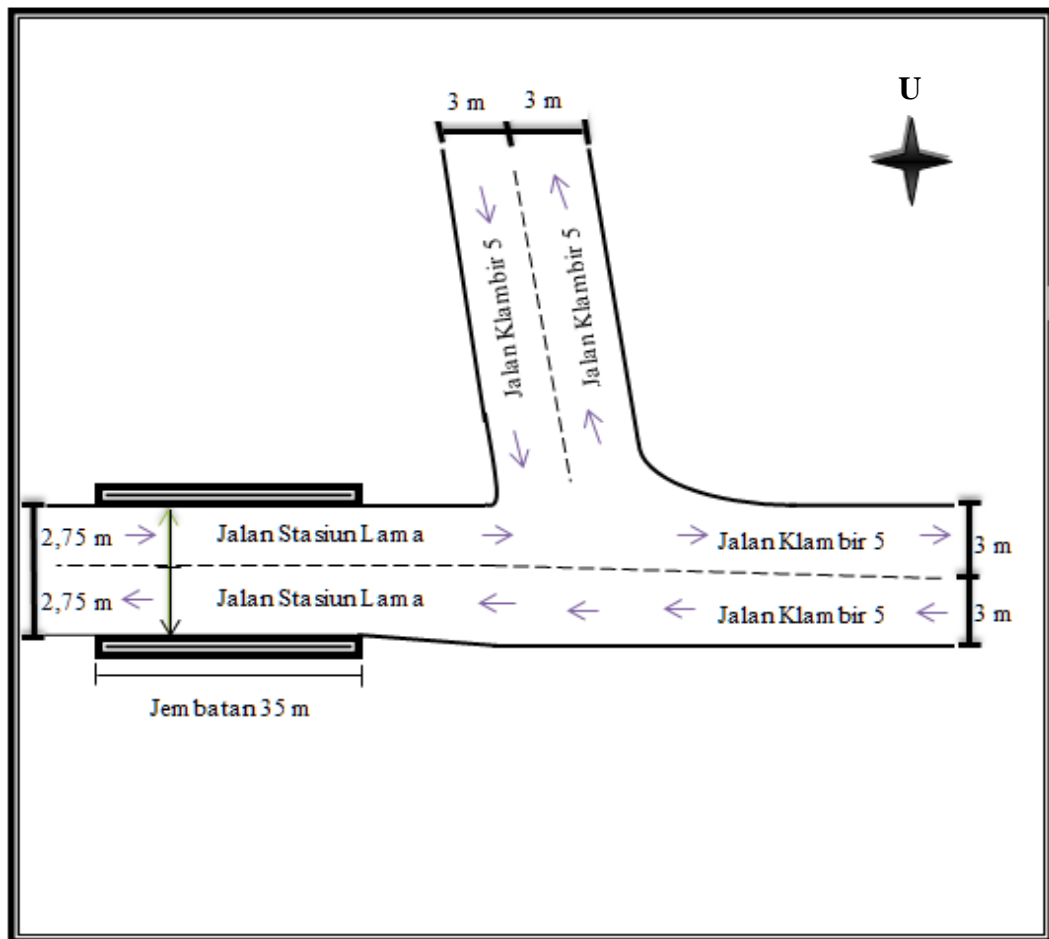 U
3 m
3 m
Jalan Klambir 5
Jalan Klambir 5
2,75 m
Jalan Stasiun Lama
Jalan Klambir 5
3 m
2,75 m
Jalan Stasiun Lama
Jalan Klambir 5
3 m
Jembatan 35 m